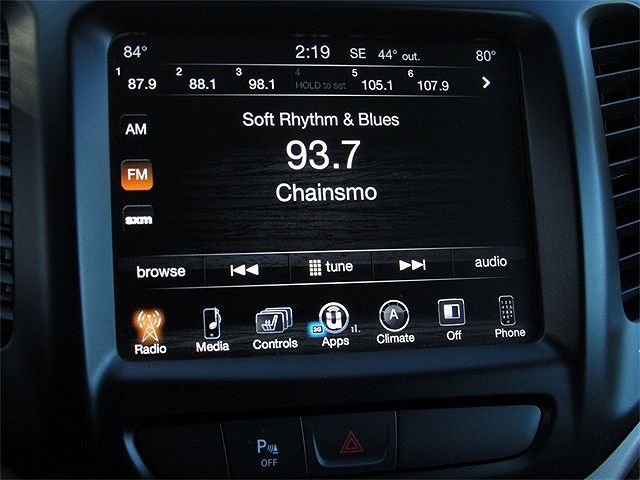 84° 2:19 SE 44° out. 80°
1 87.9 2 88.1 3 98.1 4 HOLD to set 5 105.1 6 107.9
Soft Rhythm & Blues
AM
93.7
FM
Chainsmo
sxm
browse tune audio
3G
A
Radio Media Controls Apps Climate Off Phone
P
OFF